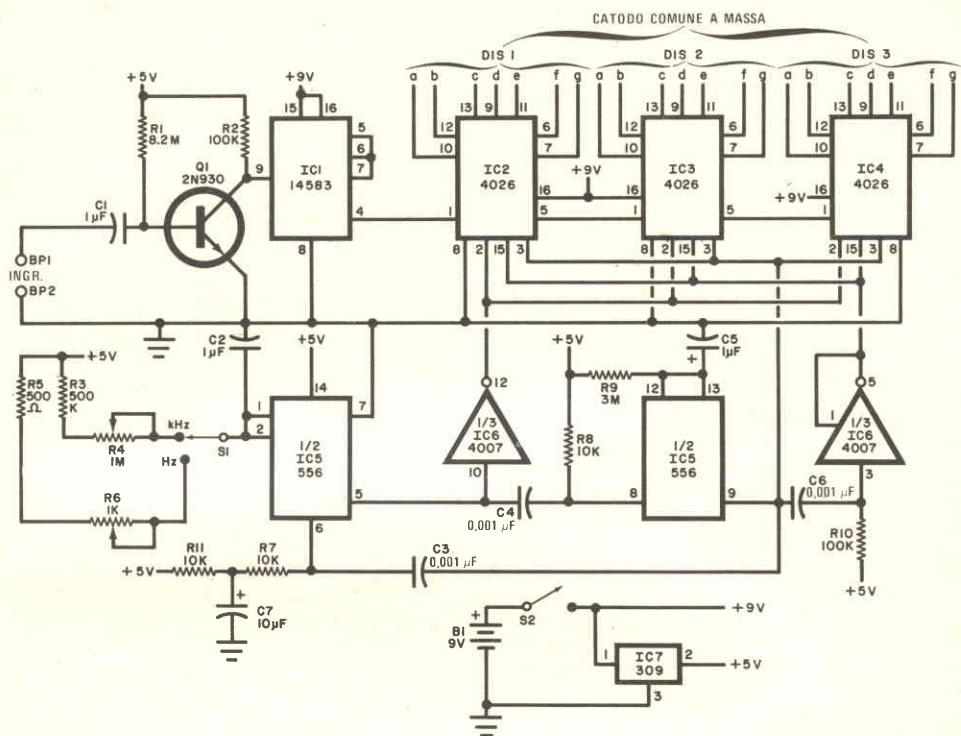 CATODO COMUNE A MASSA
DIS 1 DIS 2 DIS 3
a b c d e f g a b c d e f g a b c d e f g
+5V +9V
15 16 13 9 11 13 9 11 13 9 11
R1 8.2M
R2 100K
5
6
7
12
10
6
7
12
10
6
7
12
10
6
7
Q1
2N930
9
IC1
14583
IC2
4026
IC3
4026
IC4
4026
+9V
16 16 16
+9V
C1
1µF
4 1 5 1 5 1
8 8 2 15 3 8 2 15 3 2 15 3 8
BP1
INGR.
BP2
C2
1µF
+5V
14
+5V
C5
1µF
+
R5
500
Ω
R3
500
K
+5V
1
2
7
12
R9
3M
12 13
5
kHz
R4
1M
S1
Hz
1/2
IC5
556
1/3
IC6
4007
R8
10K
1/2
IC5
556
1
1/3
IC6
4007
R6
1K
5
10
C4
0,001 µF
8 9
C6
0,001 µF
3
6
R11
10K
R7
10K
+5V
C3
0,001 µF
R10
100K
+5V
+
C7
10µF
+
B1
9V
S2
+9V
1
IC7
309
2
+5V
3